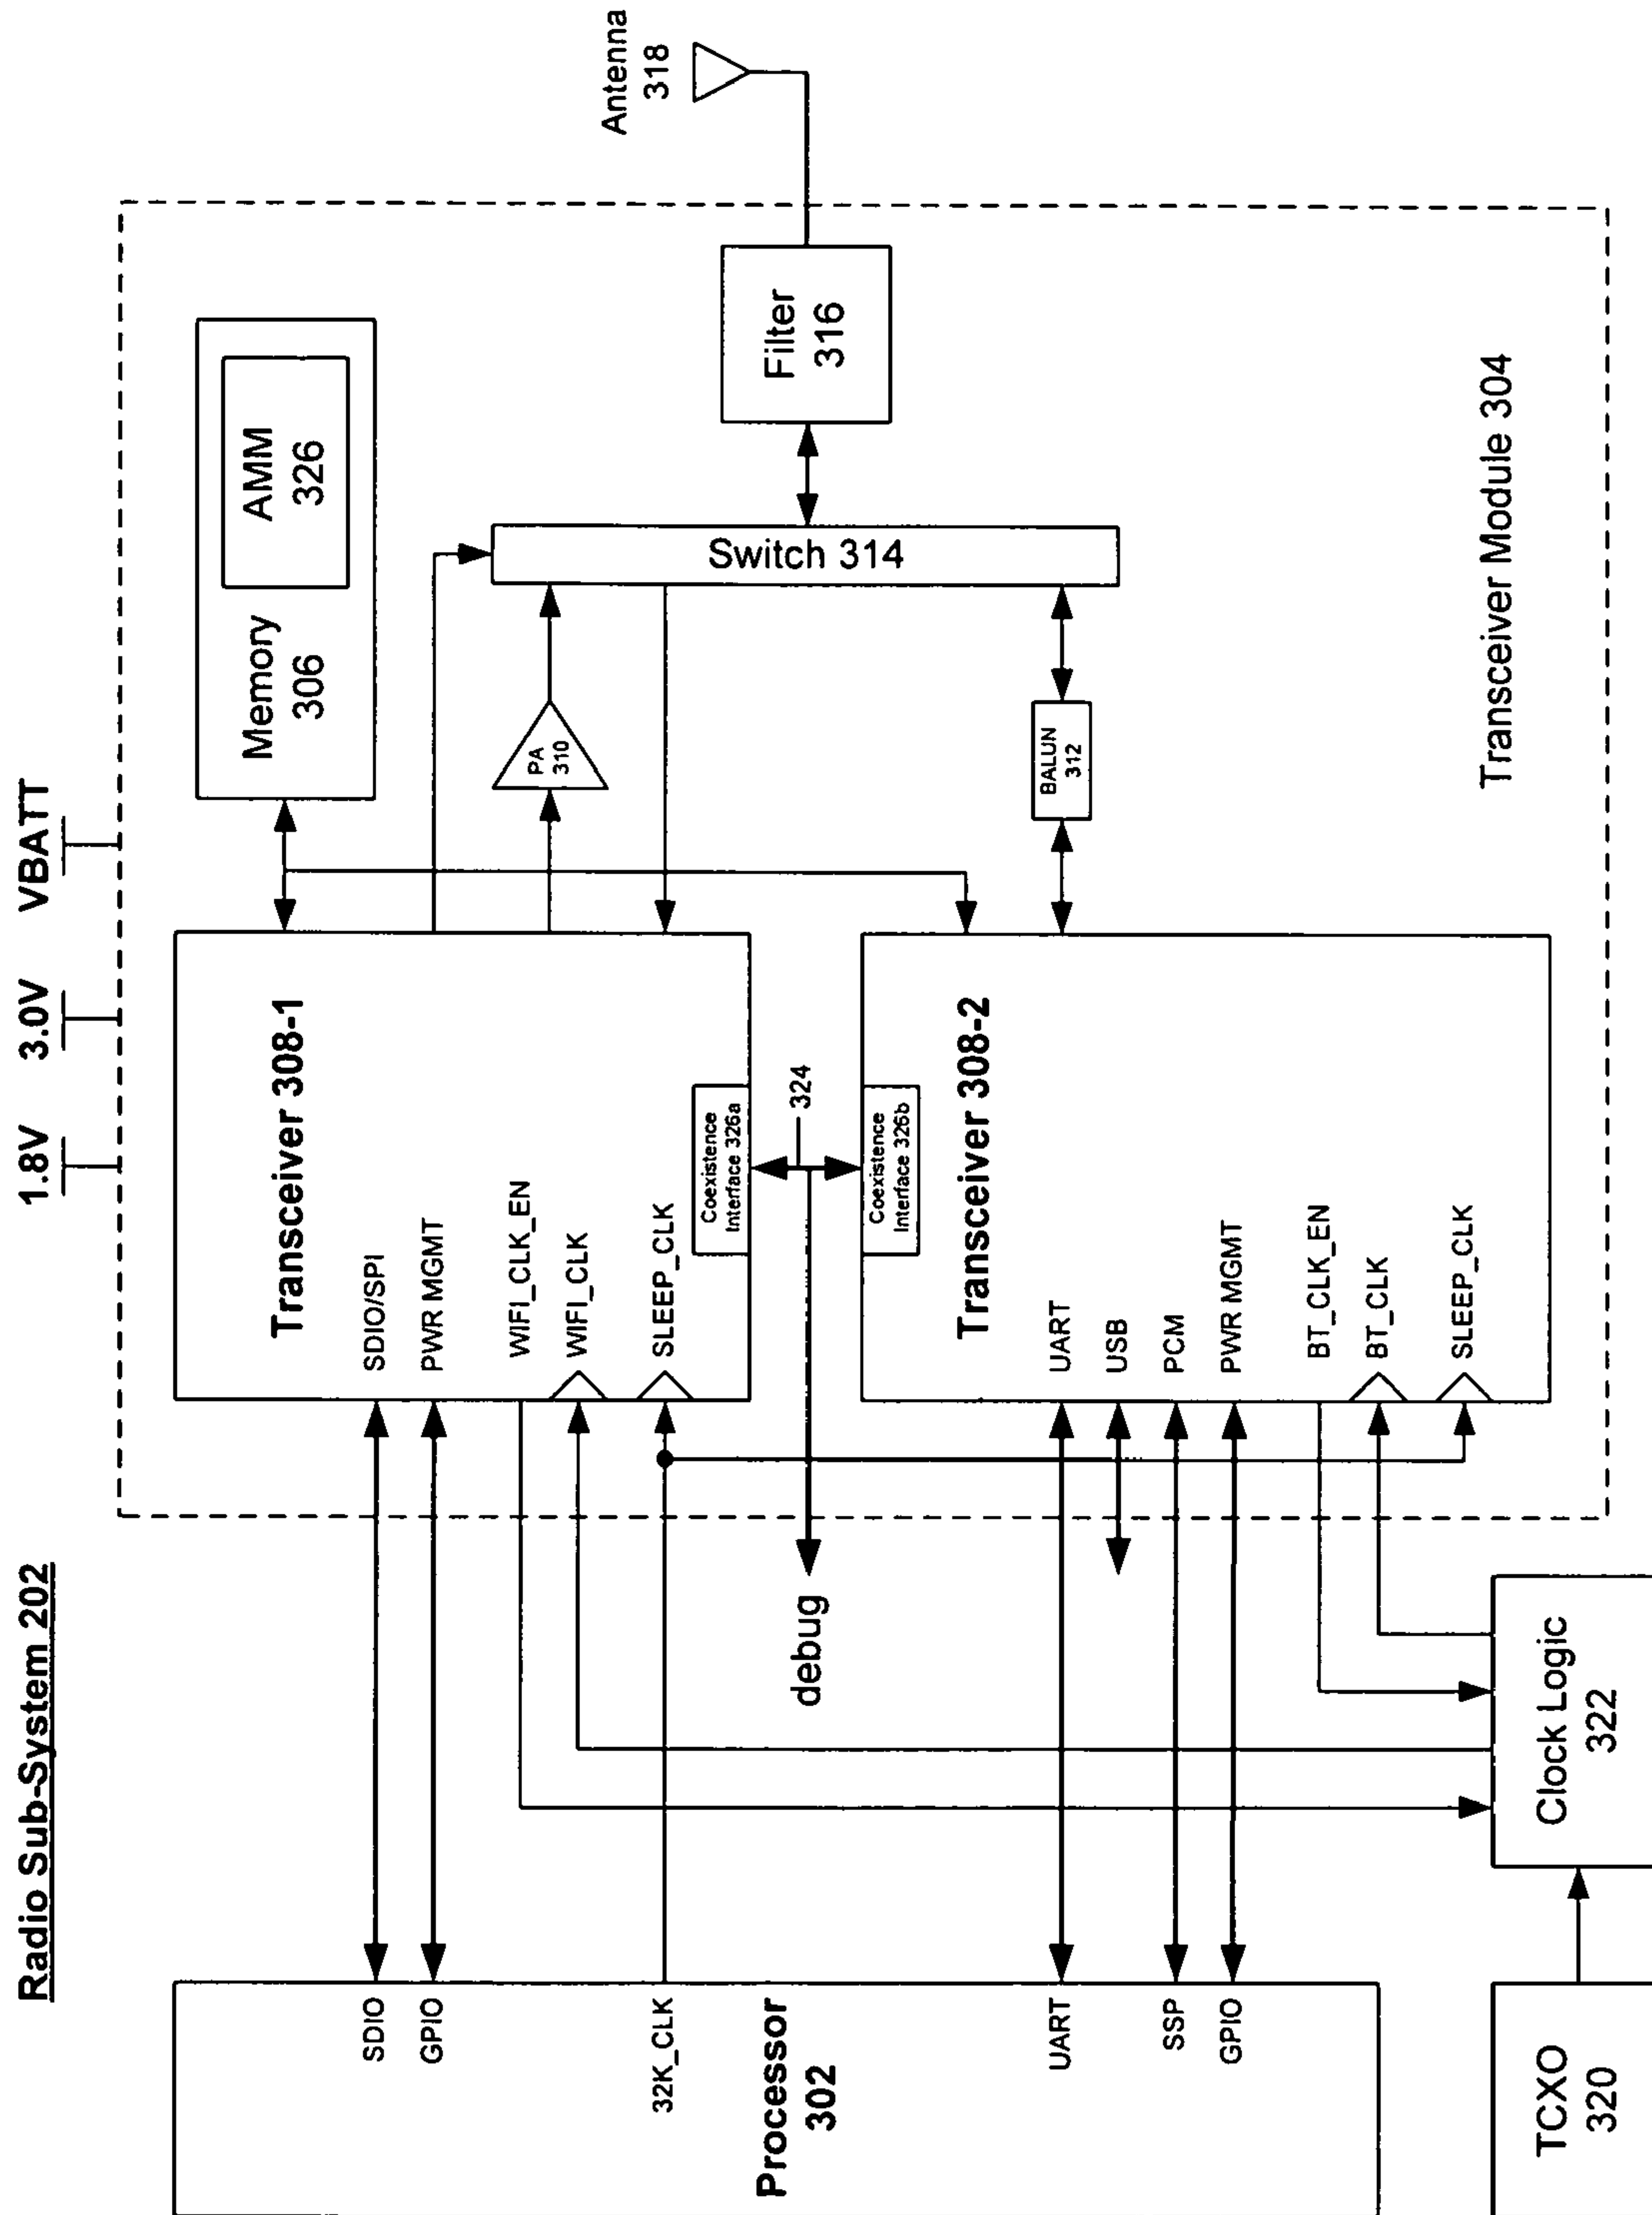 Radio Sub-System 202
1.8V
3.0V
VBATT
Processor
302
SDIO
GPIO
32K_CLK
UART
SSP
GPIO
TCXO
320
Clock Logic
322
debug
Transceiver 308-1
SDIO/SPI
PWR MGMT
WIFI_CLK_EN
WIFI_CLK
SLEEP_CLK
Coexistence
Interface 326a
324
Coexistence
Interface 326b
Transceiver 308-2
UART
USB
PCM
PWR MGMT
BT_CLK_EN
BT_CLK
SLEEP_CLK
Memory
306
AMM
326
PA
310
BALUN
312
Switch 314
Filter
316
Antenna
318
Transceiver Module 304